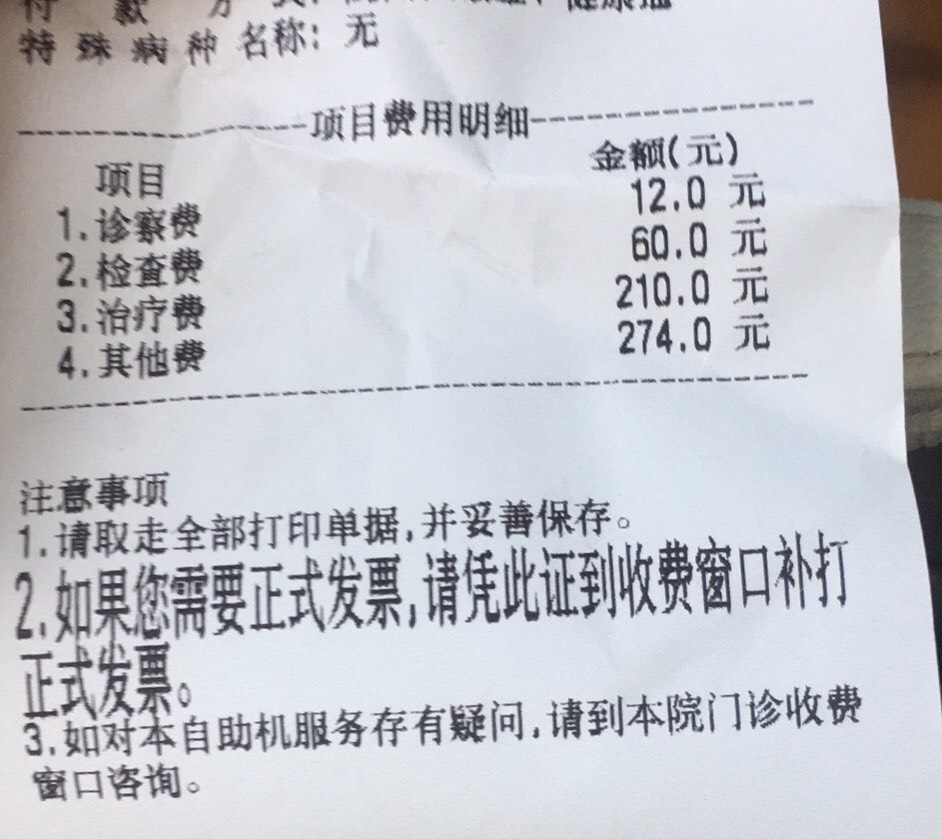 付款方式:
特殊病种名称: 无
项目费用明细
项目 金额(元)
1.诊察费 12.0 元
2.检查费 60.0 元
3.治疗费 210.0 元
4.其他费 274.0 元
注意事项
1.请取走全部打印单据,并妥善保存。
2.如果您需要正式发票,请凭此证到收费窗口补打
正式发票。
3.如对本自助机服务存有疑问,请到本院门诊收费
窗口咨询。